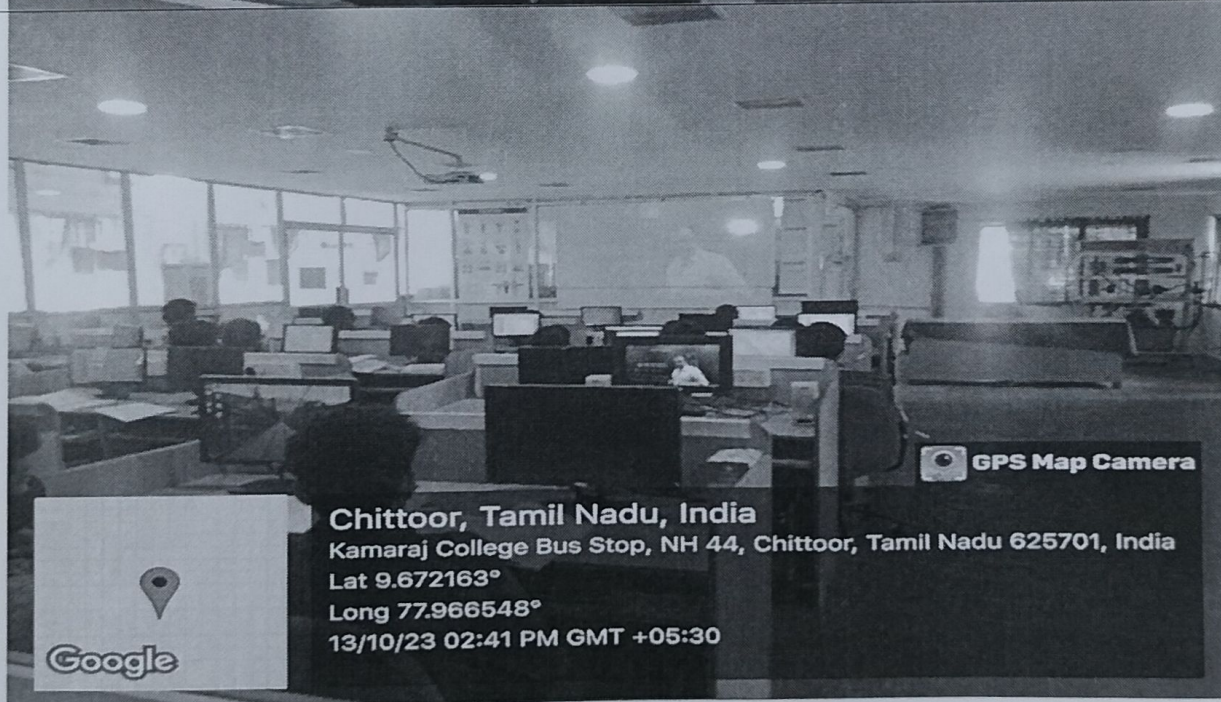 GPS Map Camera
Chittoor, Tamil Nadu, India
Kamaraj College Bus Stop, NH 44, Chittoor, Tamil Nadu 625701, India
Lat 9.672163°
Long 77.966548°
13/10/23 02:41 PM GMT +05:30
Google